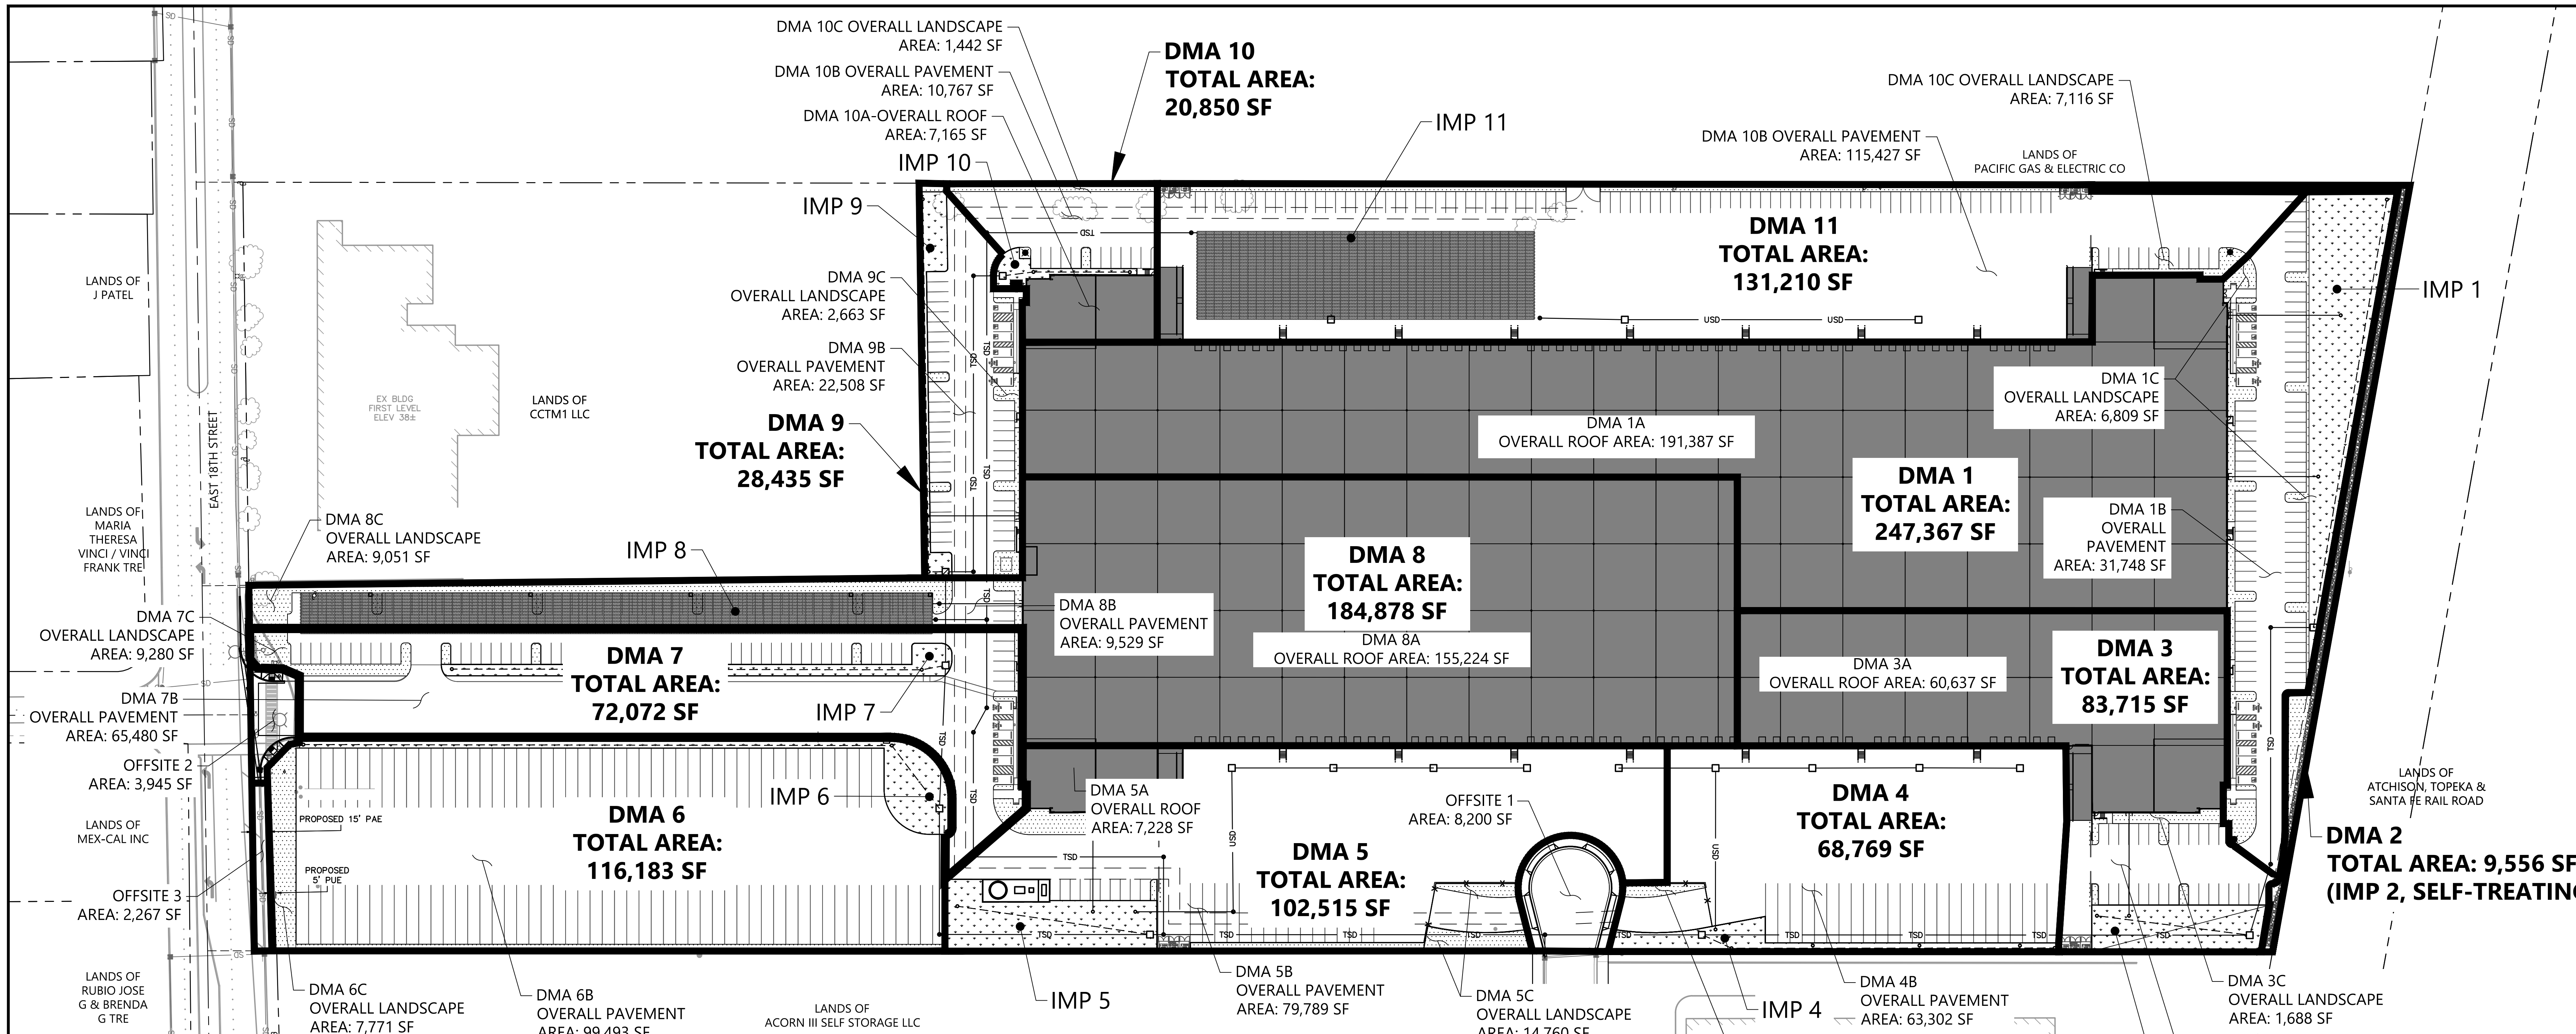 DMA 10C OVERALL LANDSCAPE
AREA: 1,442 SF
DMA 10B OVERALL PAVEMENT
AREA: 10,767 SF
DMA 10A-OVERALL ROOF
AREA: 7,165 SF
IMP 10
DMA 10
TOTAL AREA:
20,850 SF
IMP 11
DMA 10C OVERALL LANDSCAPE
AREA: 7,116 SF
DMA 10B OVERALL PAVEMENT
AREA: 115,427 SF
LANDS OF
PACIFIC GAS & ELECTRIC CO
IMP 9
DMA 11
TOTAL AREA:
131,210 SF
IMP 1
LANDS OF
J PATEL
DMA 9C
OVERALL LANDSCAPE
AREA: 2,663 SF
DMA 9B
OVERALL PAVEMENT
AREA: 22,508 SF
DMA 9
TOTAL AREA:
28,435 SF
EX BLDG
FIRST LEVEL
ELEV 38±
LANDS OF
CCTM1 LLC
EAST 18TH STREET
DMA 1A
OVERALL ROOF AREA: 191,387 SF
DMA 1C
OVERALL LANDSCAPE
AREA: 6,809 SF
DMA 1
TOTAL AREA:
247,367 SF
DMA 1B
OVERALL
PAVEMENT
AREA: 31,748 SF
LANDS OF
MARIA
THERESA
VINCI / VINCI
FRANK TRE
DMA 8C
OVERALL LANDSCAPE
AREA: 9,051 SF
IMP 8
DMA 8
TOTAL AREA:
184,878 SF
DMA 8A
OVERALL ROOF AREA: 155,224 SF
DMA 8B
OVERALL PAVEMENT
AREA: 9,529 SF
DMA 7C
OVERALL LANDSCAPE
AREA: 9,280 SF
DMA 7
TOTAL AREA:
72,072 SF
IMP 7
DMA 3A
OVERALL ROOF AREA: 60,637 SF
DMA 3
TOTAL AREA:
83,715 SF
DMA 7B
OVERALL PAVEMENT
AREA: 65,480 SF
OFFSITE 2
AREA: 3,945 SF
LANDS OF
MEX-CAL INC
PROPOSED 15' PAE
PROPOSED
5' PUE
DMA 6
TOTAL AREA:
116,183 SF
IMP 6
DMA 5A
OVERALL ROOF
AREA: 7,228 SF
OFFSITE 1
AREA: 8,200 SF
DMA 5
TOTAL AREA:
102,515 SF
DMA 4
TOTAL AREA:
68,769 SF
LANDS OF
ATCHISON, TOPEKA &
SANTA FE RAIL ROAD
DMA 2
TOTAL AREA: 9,556 SF
(IMP 2, SELF-TREATING
OFFSITE 3
AREA: 2,267 SF
LANDS OF
RUBIO JOSE
G & BRENDA
G TRE
DMA 6C
OVERALL LANDSCAPE
AREA: 7,771 SF
DMA 6B
OVERALL PAVEMENT
AREA: 99,493 SF
LANDS OF
ACORN III SELF STORAGE LLC
IMP 5
DMA 5B
OVERALL PAVEMENT
AREA: 79,789 SF
DMA 5C
OVERALL LANDSCAPE
AREA: 14,760 SF
IMP 4
DMA 4B
OVERALL PAVEMENT
AREA: 63,302 SF
DMA 3C
OVERALL LANDSCAPE
AREA: 1,688 SF